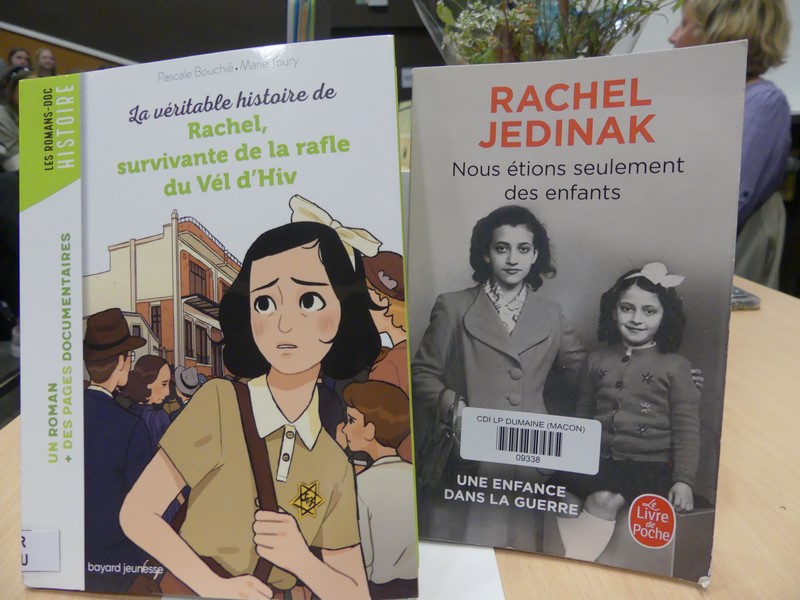 Pascale Bouchié • Marie Toury
La véritable histoire de
Rachel,
survivante de la rafle
du Vél d'Hiv
LES ROMANS-DOC
HISTOIRE
UN ROMAN
+ DES PAGES DOCUMENTAIRES
bayard jeunesse
R
U
RACHEL
JEDINAK
Nous étions seulement
des enfants
CDI LP DUMAINE (MACON)
09338
UNE ENFANCE
DANS LA GUERRE
Le
Livre
de
Poche